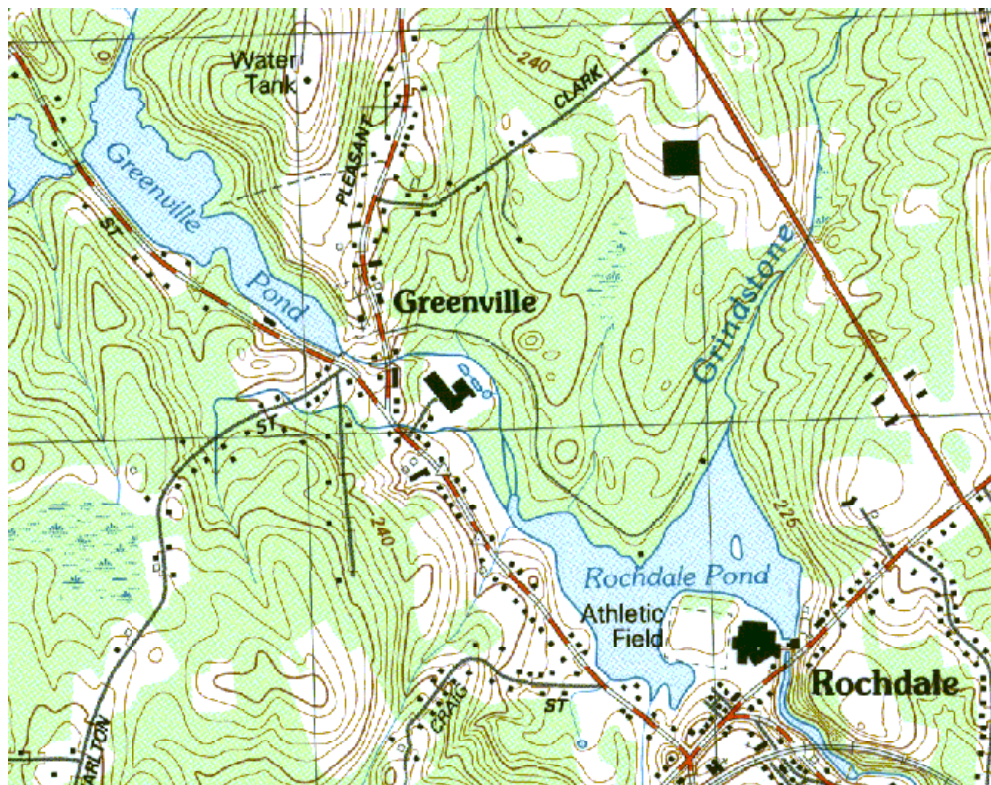 Water
Tank
240
CLARK
PLEASANT
Greenville
Pond
ST
Grindstone
Greenville
ST
240
225
Rochdale Pond
Athletic
Field
Rochdale
CRAIG
ST
ARLTON